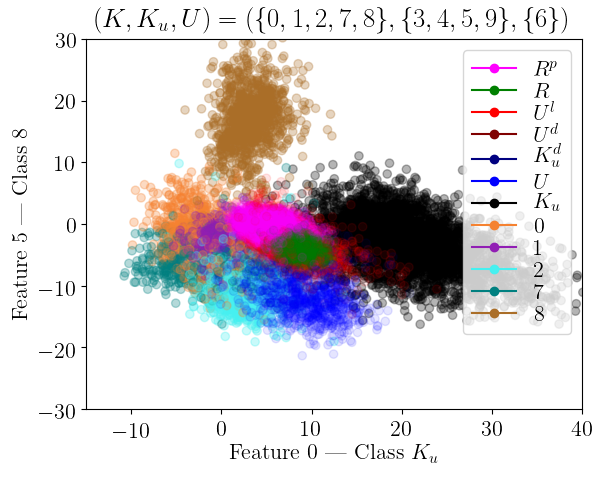 (K, K_u, U) = ({0, 1, 2, 7, 8}, {3, 4, 5, 9}, {6})
30
20
10
0
−10
−20
−30
Feature 5 — Class 8
−10 0 10 20 30 40
Feature 0 — Class K_u
R^p
R
U^l
U^d
K_u^d
U
K_u
0
1
2
7
8